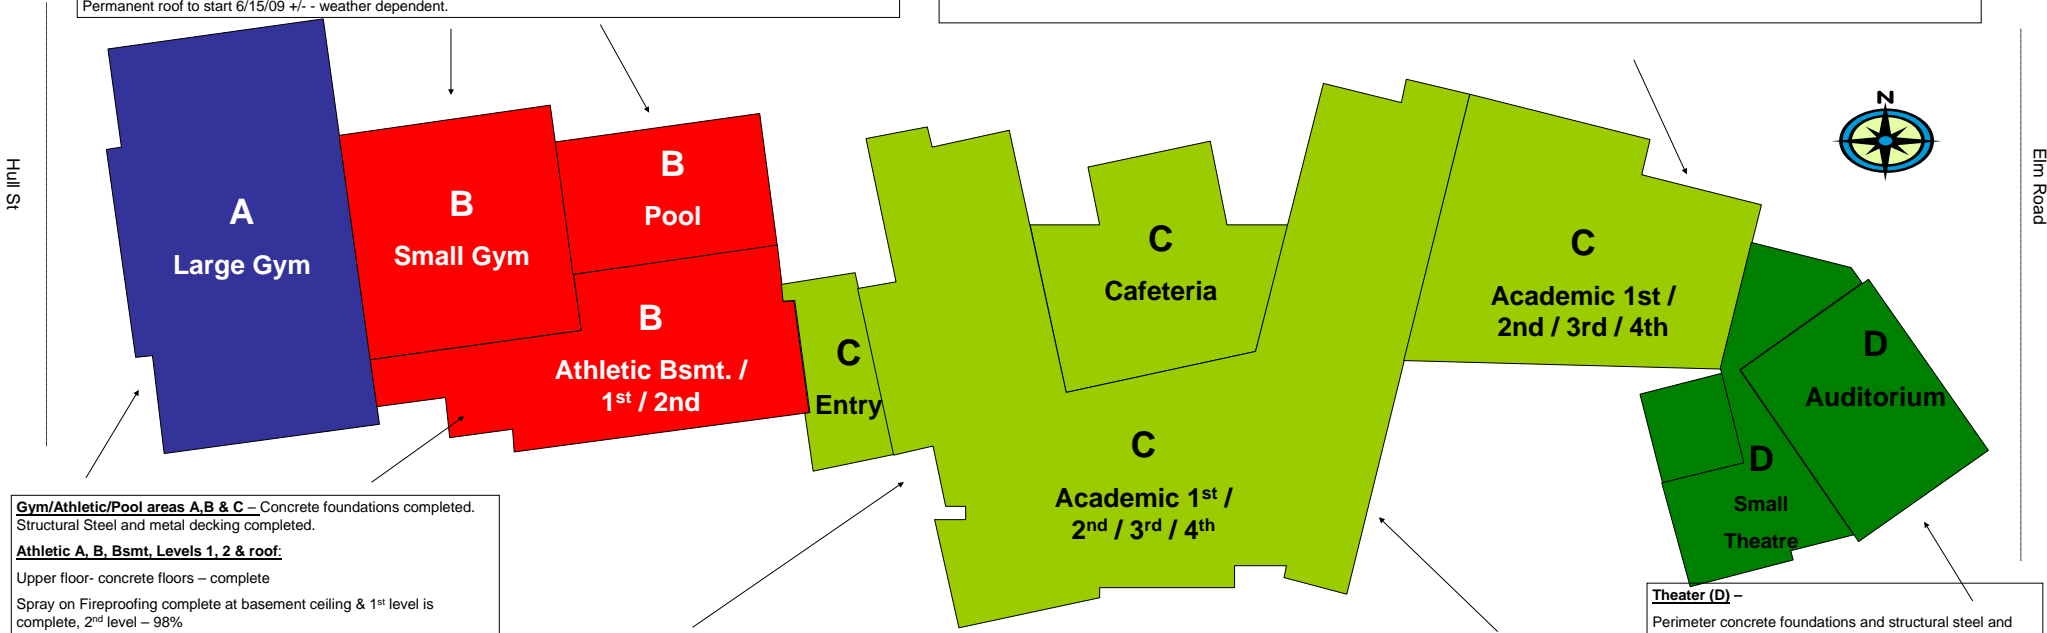 Permanent roof to start 6/15/09 +/- - weather dependent.
Hull St
A
Large Gym
B
Small Gym
B
Pool
B
Athletic Bsmt. /
1st / 2nd
C
Entry
C
Cafeteria
C
Academic 1st /
2nd / 3rd / 4th
C
Academic 1st /
2nd / 3rd / 4th
D
Auditorium
D
Small
Theatre
N
Elm Road
Gym/Athletic/Pool areas A,B & C – Concrete foundations completed.
Structural Steel and metal decking completed.
Athletic A, B, Bsmt, Levels 1, 2 & roof:
Upper floor- concrete floors – complete
Spray on Fireproofing complete at basement ceiling & 1st level is
complete, 2nd level – 98%
Theater (D) –
Perimeter concrete foundations and structural steel and